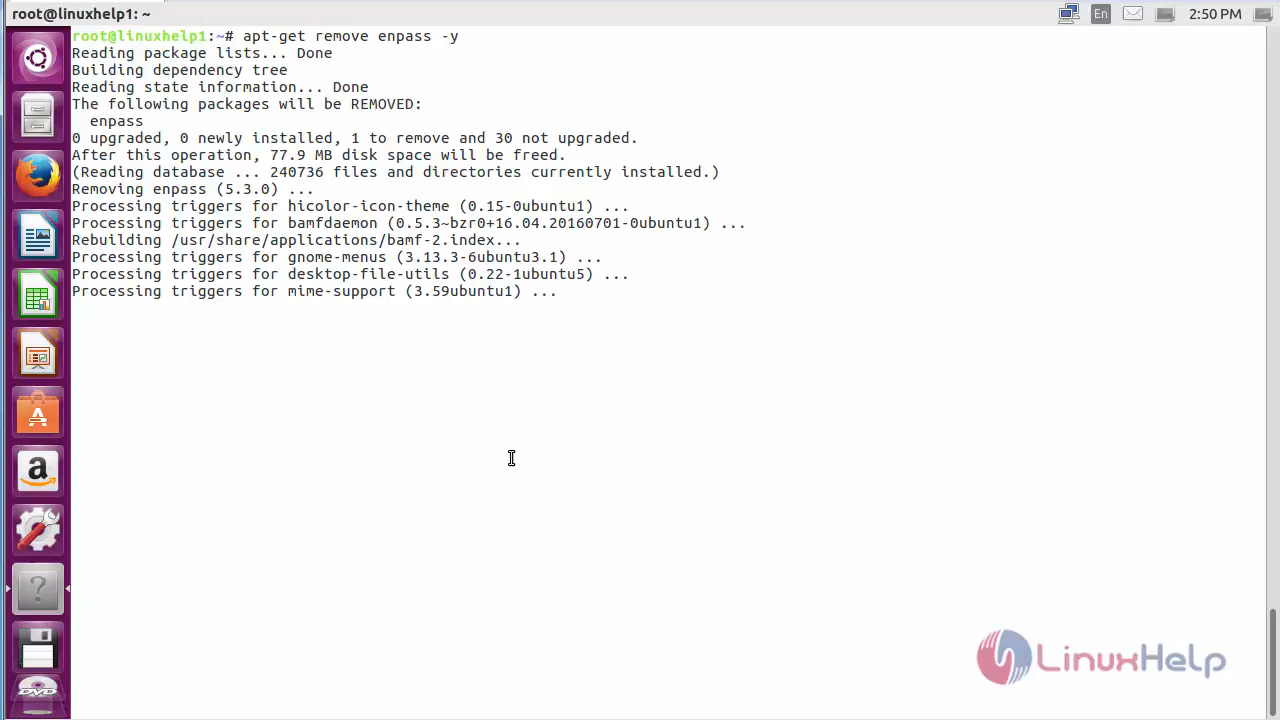 root@linuxhelp1: ~
En
2:50 PM
root@linuxhelp1:~# apt-get remove enpass -y
Reading package lists... Done
Building dependency tree
Reading state information... Done
The following packages will be REMOVED:
  enpass
0 upgraded, 0 newly installed, 1 to remove and 30 not upgraded.
After this operation, 77.9 MB disk space will be freed.
(Reading database ... 240736 files and directories currently installed.)
Removing enpass (5.3.0) ...
Processing triggers for hicolor-icon-theme (0.15-0ubuntu1) ...
Processing triggers for bamfdaemon (0.5.3~bzr0+16.04.20160701-0ubuntu1) ...
Rebuilding /usr/share/applications/bamf-2.index...
Processing triggers for gnome-menus (3.13.3-6ubuntu3.1) ...
Processing triggers for desktop-file-utils (0.22-1ubuntu5) ...
Processing triggers for mime-support (3.59ubuntu1) ...
A
a
?
DVD
LinuxHelp